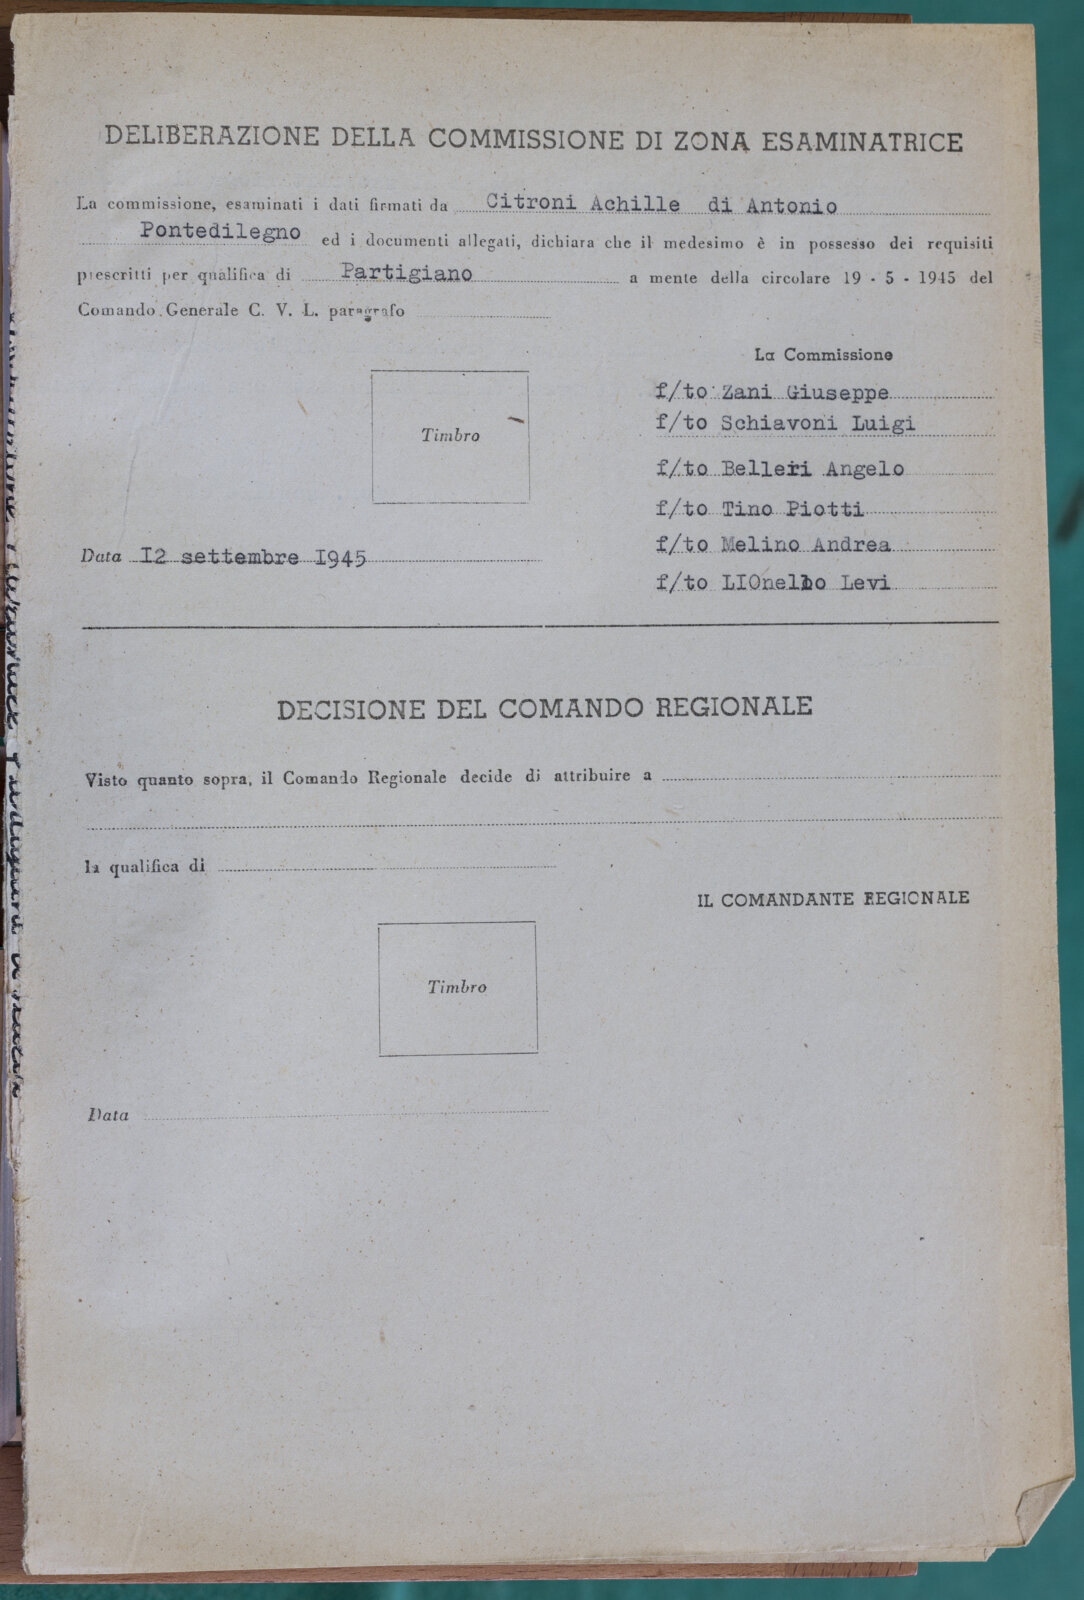 DELIBERAZIONE DELLA COMMISSIONE DI ZONA ESAMINATRICE
La commissione, esaminati i dati firmati da Citroni Achille di Antonio
Pontedilegno ed i documenti allegati, dichiara che il medesimo è in possesso dei requisiti
prescritti per qualifica di Partigiano a mente della circolare 19 - 5 - 1945 del
Comando Generale C. V. L. paragrafo
La Commissione
f/to Zani Giuseppe
f/to Schiavoni Luigi
Timbro
f/to Belleri Angelo
f/to Tino Piotti
f/to Melino Andrea
Data I2 settembre I945
f/to LIOnello Levi
DECISIONE DEL COMANDO REGIONALE
Visto quanto sopra, il Comando Regionale decide di attribuire a
la qualifica di
IL COMANDANTE REGIONALE
Timbro
Data